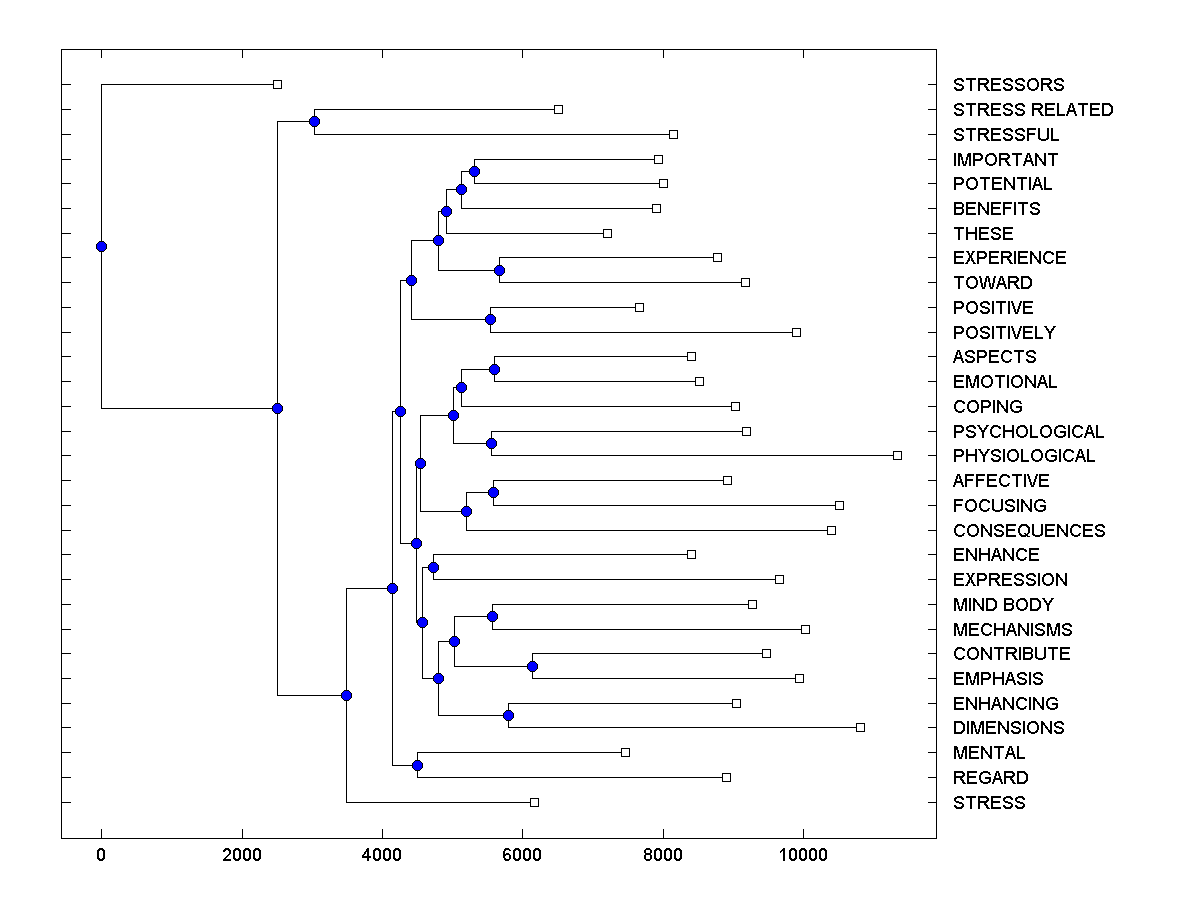 STRESSORS
STRESS RELATED
STRESSFUL
IMPORTANT
POTENTIAL
BENEFITS
THESE
EXPERIENCE
TOWARD
POSITIVE
POSITIVELY
ASPECTS
EMOTIONAL
COPING
PSYCHOLOGICAL
PHYSIOLOGICAL
AFFECTIVE
FOCUSING
CONSEQUENCES
ENHANCE
EXPRESSION
MIND BODY
MECHANISMS
CONTRIBUTE
EMPHASIS
ENHANCING
DIMENSIONS
MENTAL
REGARD
STRESS
0 2000 4000 6000 8000 10000